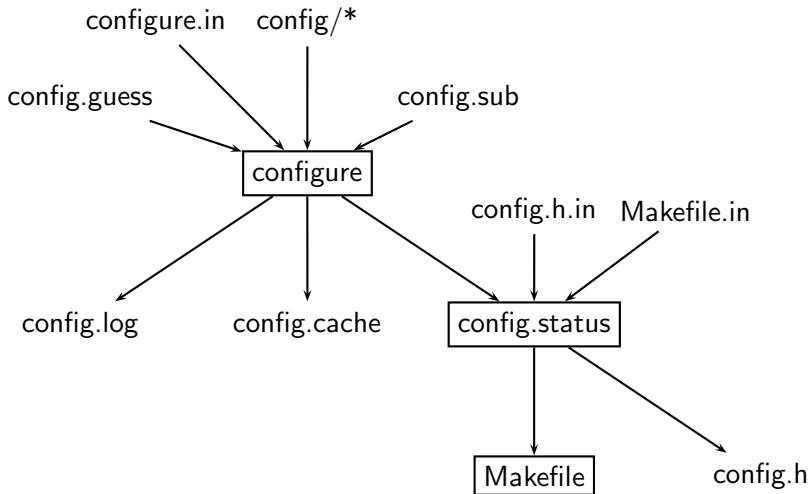 configure.in
config/*
config.guess
config.sub
configure
config.h.in
Makefile.in
config.log
config.cache
config.status
Makefile
config.h